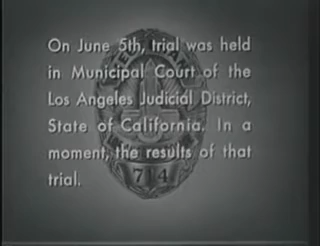 On June 5th, trial was held
in Municipal Court of the
Los Angeles Judicial District,
State of California. In a
moment, the results of that
trial.
714